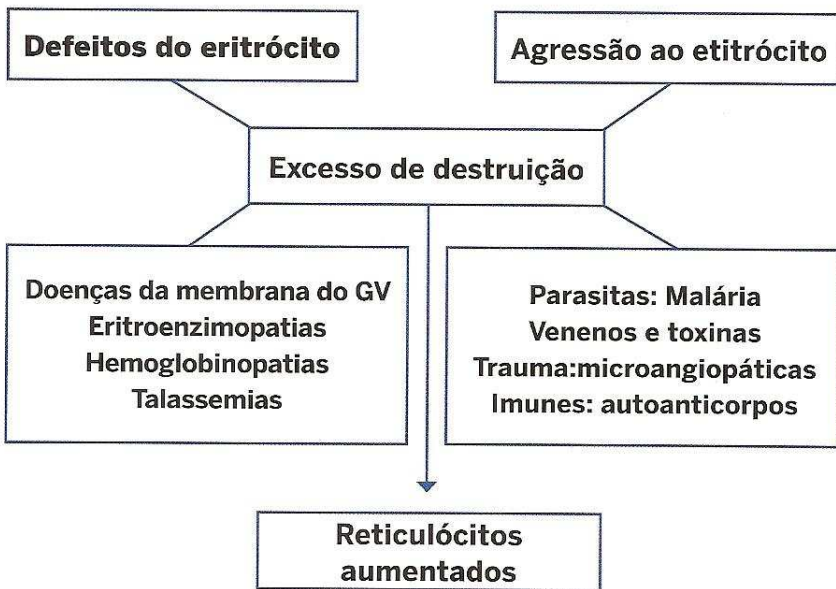 Defeitos do eritrócito
Agressão ao etitrócito
Excesso de destruição
Doenças da membrana do GV
Eritroenzimopatias
Hemoglobinopatias
Talassemias
Parasitas: Malária
Venenos e toxinas
Trauma:microangiopáticas
Imunes: autoanticorpos
Reticulócitos
aumentados